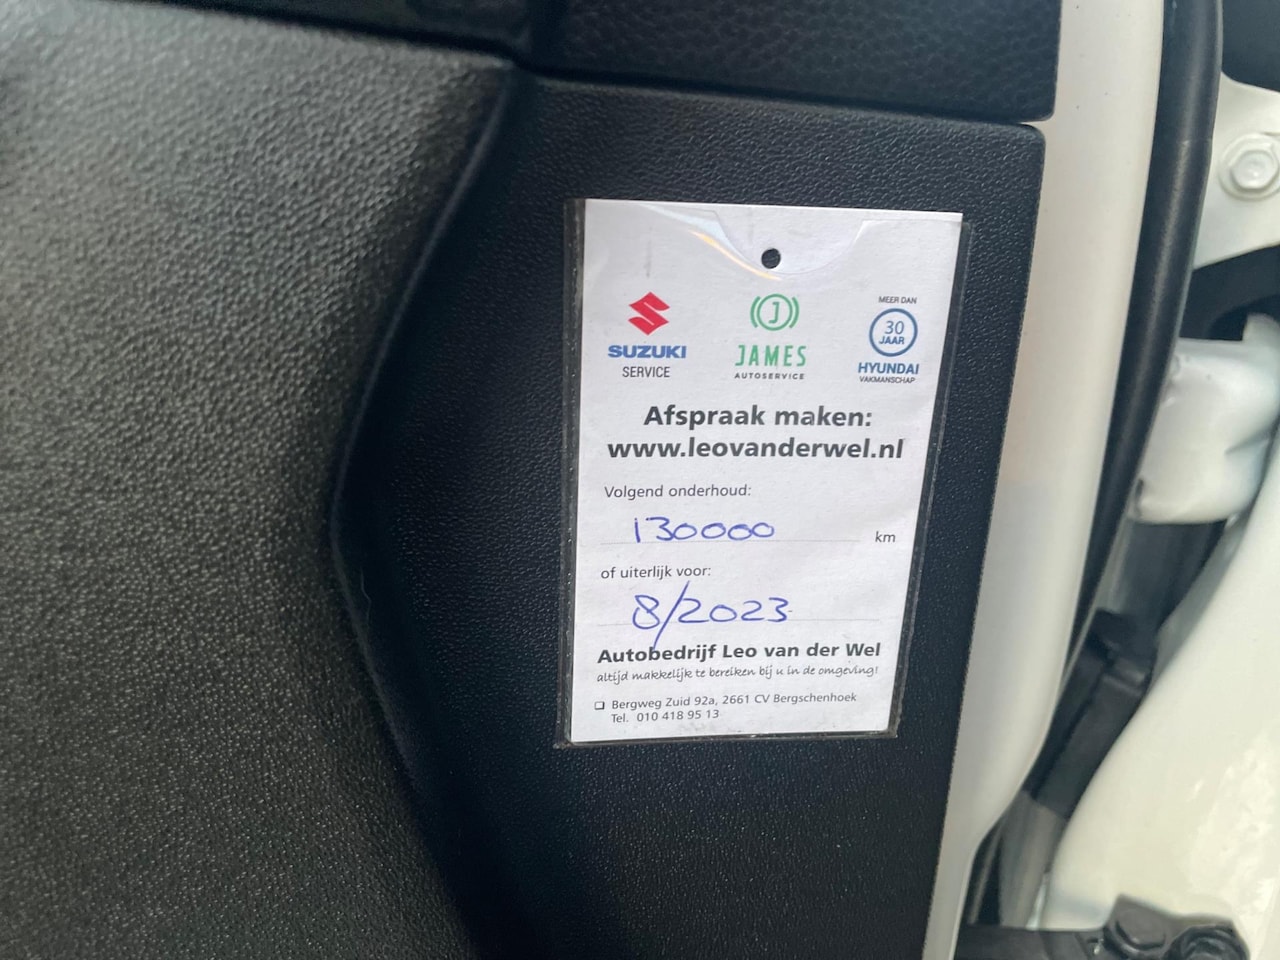 SUZUKI
SERVICE
J
JAMES
AUTOSERVICE
MEER DAN
30
JAAR
HYUNDAI
VAKMANSCHAP
Afspraak maken:
www.leovanderwel.nl
Volgend onderhoud:
130000 km
of uiterlijk voor:
8/2023
Autobedrijf Leo van der Wel
altijd makkelijk te bereiken bij u in de omgeving!
❑ Bergweg Zuid 92a, 2661 CV Bergschenhoek
Tel. 010 418 95 13